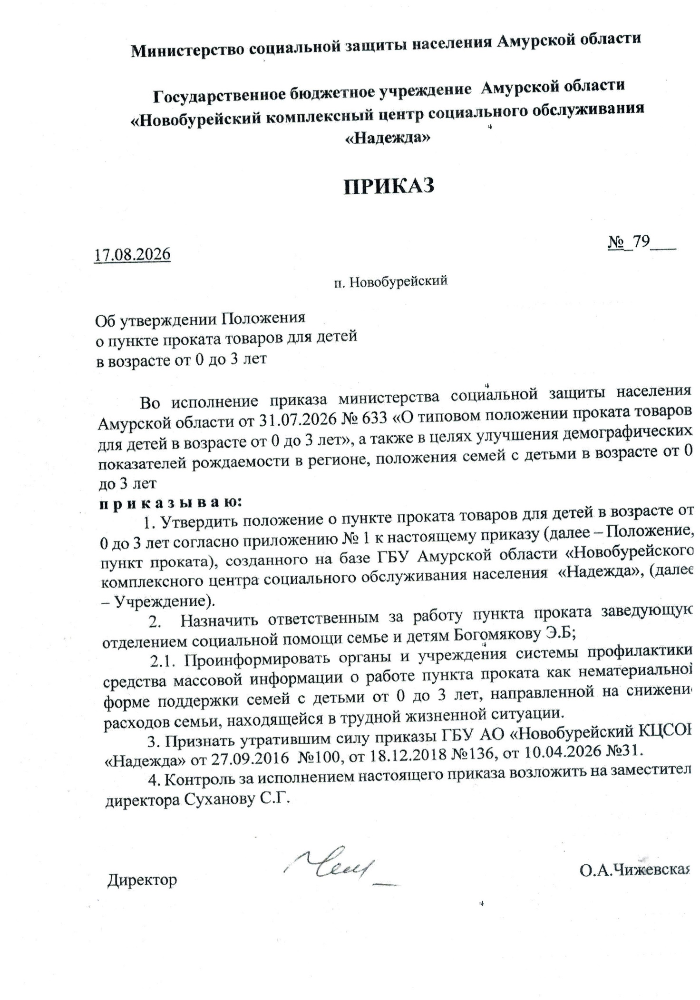 Министерство социальной защиты населения Амурской области
Государственное бюджетное учреждение Амурской области
«Новобурейский комплексный центр социального обслуживания
«Надежда»
ПРИКАЗ
17.08.2026
№_79___
п. Новобурейский
Об утверждении Положения
о пункте проката товаров для детей
в возрасте от 0 до 3 лет
Во исполнение приказа министерства социальной защиты населения
Амурской области от 31.07.2026 № 633 «О типовом положении проката товаров
для детей в возрасте от 0 до 3 лет», а также в целях улучшения демографических
показателей рождаемости в регионе, положения семей с детьми в возрасте от 0
до 3 лет
п р и к а з ы в а ю:
1. Утвердить положение о пункте проката товаров для детей в возрасте от
0 до 3 лет согласно приложению № 1 к настоящему приказу (далее – Положение,
пункт проката), созданного на базе ГБУ Амурской области «Новобурейского
комплексного центра социального обслуживания населения «Надежда», (далее
– Учреждение).
2. Назначить ответственным за работу пункта проката заведующую
отделением социальной помощи семье и детям Богомякову Э.Б;
2.1. Проинформировать органы и учреждения системы профилактики
средства массовой информации о работе пункта проката как нематериальной
форме поддержки семей с детьми от 0 до 3 лет, направленной на снижени
расходов семьи, находящейся в трудной жизненной ситуации.
3. Признать утратившим силу приказы ГБУ АО «Новобурейский КЦСОН
«Надежда» от 27.09.2016 №100, от 18.12.2018 №136, от 10.04.2026 №31.
4. Контроль за исполнением настоящего приказа возложить на заместител
директора Суханову С.Г.
Директор
О.А.Чижевская